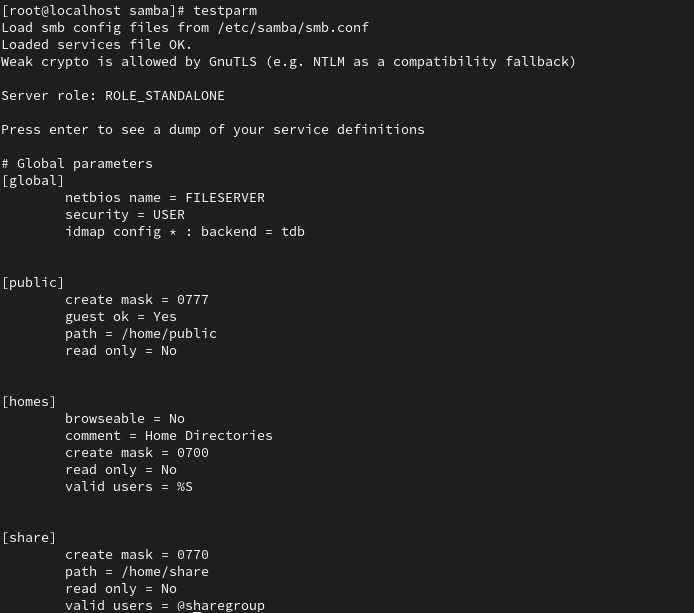 [root@localhost samba]# testparm
Load smb config files from /etc/samba/smb.conf
Loaded services file OK.
Weak crypto is allowed by GnuTLS (e.g. NTLM as a compatibility fallback)
Server role: ROLE_STANDALONE
Press enter to see a dump of your service definitions
# Global parameters
[global]
netbios name = FILESERVER
security = USER
idmap config * : backend = tdb
[public]
create mask = 0777
guest ok = Yes
path = /home/public
read only = No
[homes]
browseable = No
comment = Home Directories
create mask = 0700
read only = No
valid users = %S
[share]
create mask = 0770
path = /home/share
read only = No
valid users = @sharegroup